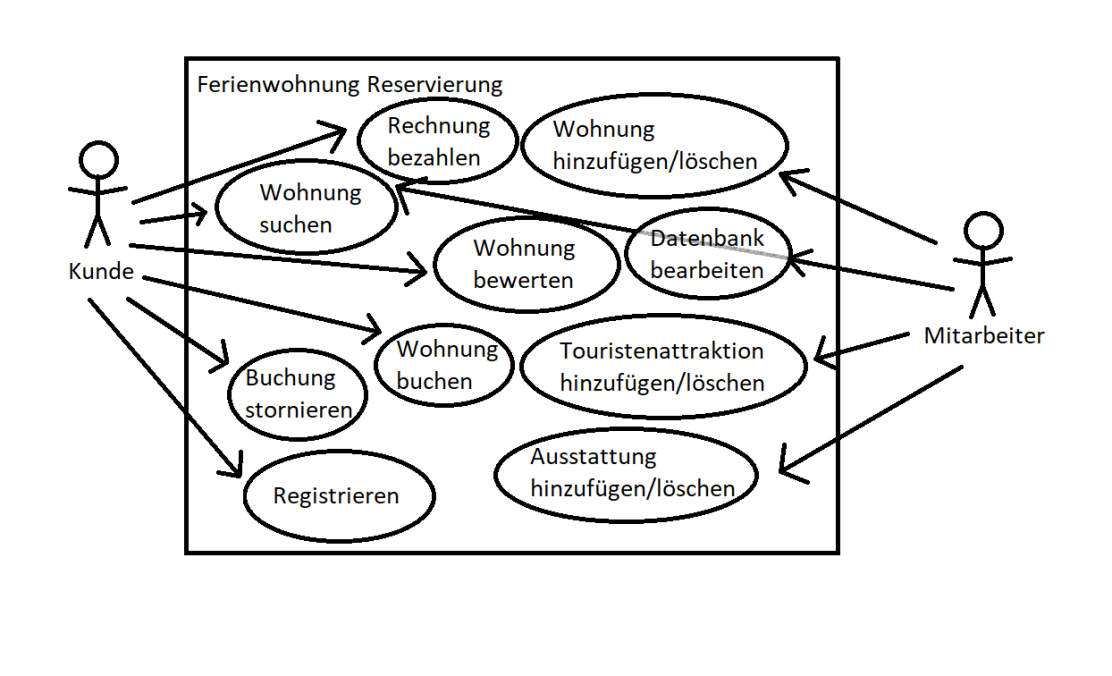 Ferienwohnung Reservierung
Rechnung
bezahlen
Wohnung
hinzufügen/löschen
Wohnung
suchen
Wohnung
bewerten
Datenbank
bearbeiten
Kunde
Mitarbeiter
Wohnung
buchen
Touristenattraktion
hinzufügen/löschen
Buchung
stornieren
Ausstattung
hinzufügen/löschen
Registrieren